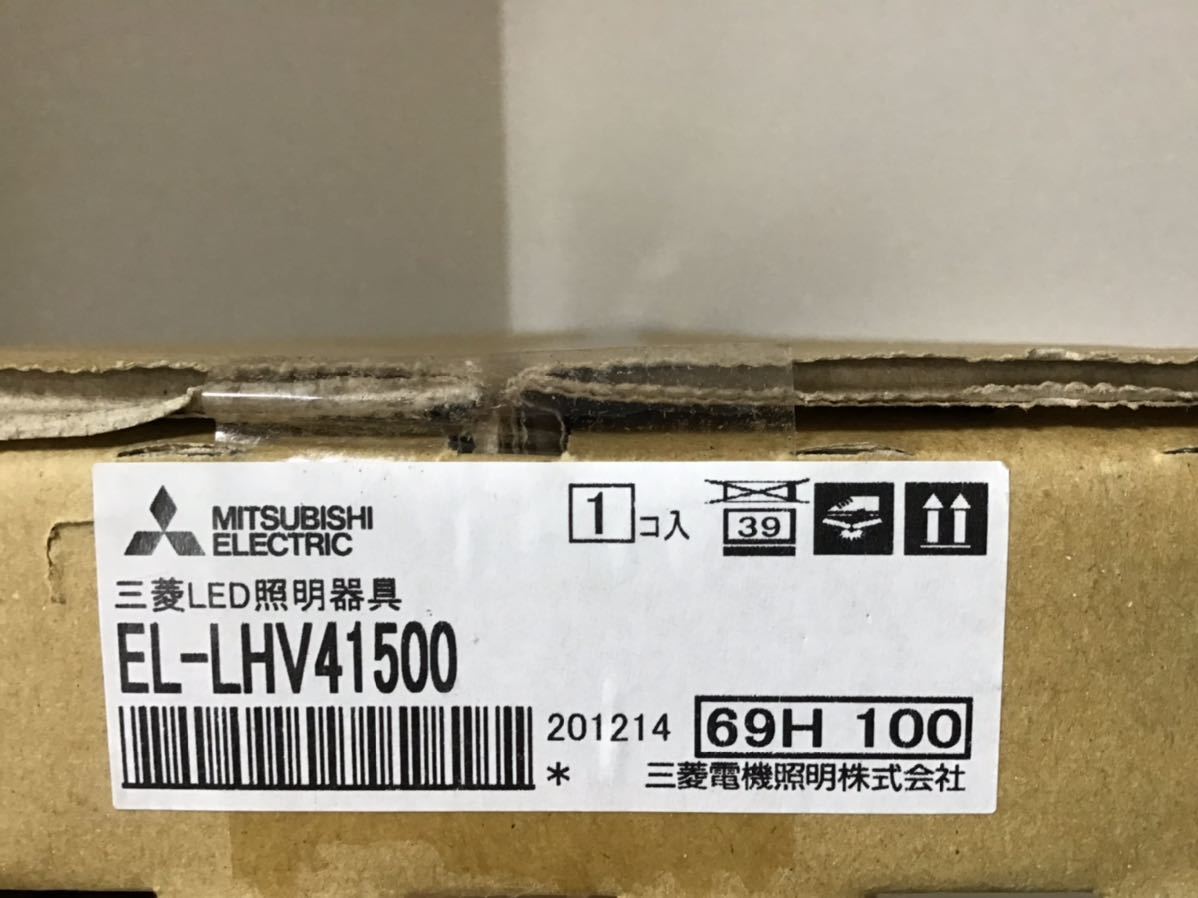 MITSUBISHI
ELECTRIC
1コ入
39
三菱LED照明器具
EL-LHV41500
201214
69H 100
*
三菱電機照明株式会社